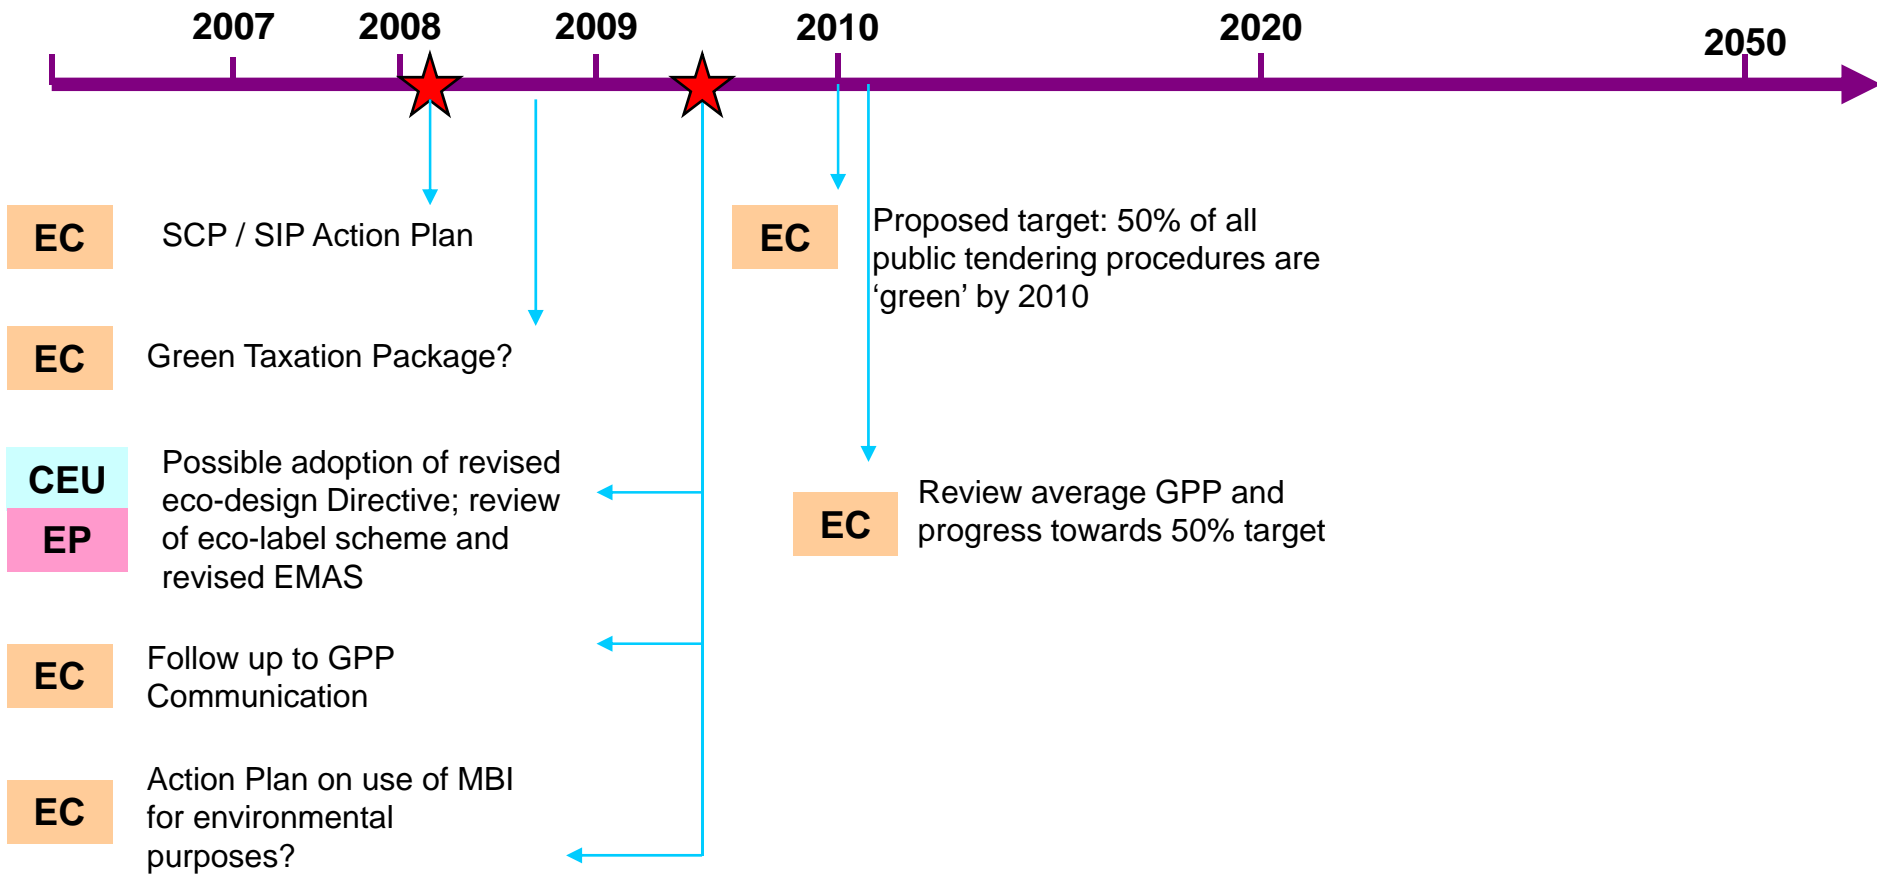 2007 2008 2009 2010 2020 2050
EC SCP / SIP Action Plan
EC Green Taxation Package?
CEU
EP
Possible adoption of revised
eco-design Directive; review
of eco-label scheme and
revised EMAS
EC
Follow up to GPP
Communication
EC
Action Plan on use of MBI
for environmental
purposes?
EC
Proposed target: 50% of all
public tendering procedures are
‘green’ by 2010
EC
Review average GPP and
progress towards 50% target